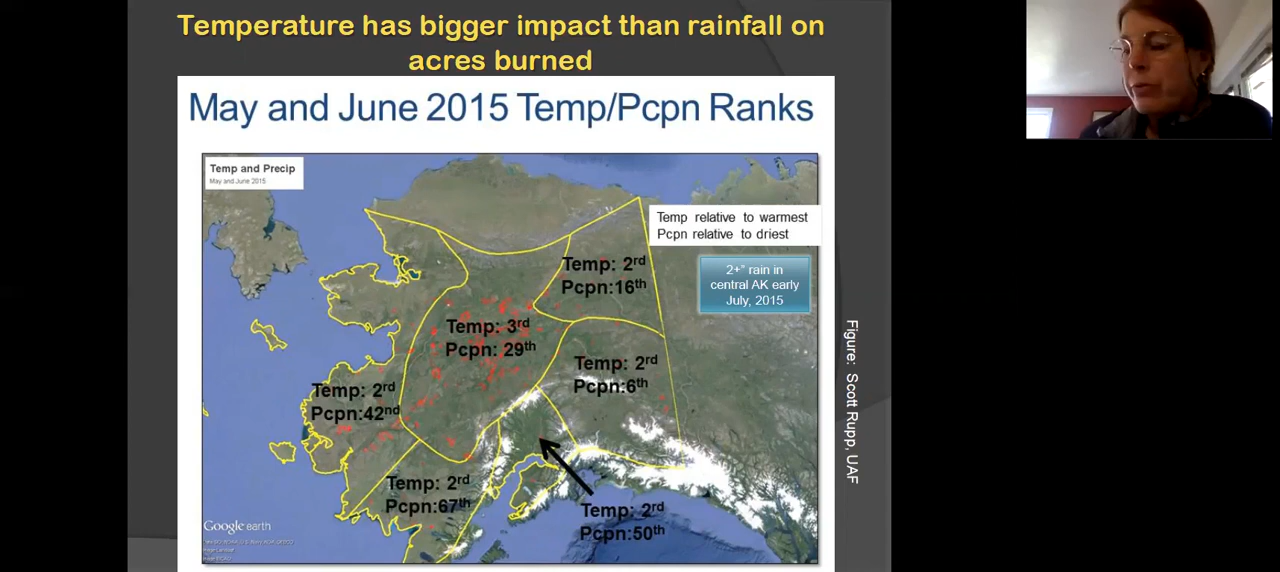 Temperature has bigger impact than rainfall on
acres burned
May and June 2015 Temp/Pcpn Ranks
Temp and Precip
May and June 2015
Temp relative to warmest
Pcpn relative to driest
2+" rain in
central AK early
July, 2015
Temp: 2rd
Pcpn:16th
Temp: 3rd
Pcpn: 29th
Temp: 2rd
Pcpn:6th
Temp: 2rd
Pcpn:42nd
Temp: 2rd
Pcpn:67th
Temp: 2rd
Pcpn:50th
Google earth
Figure: Scott Rupp, UAF